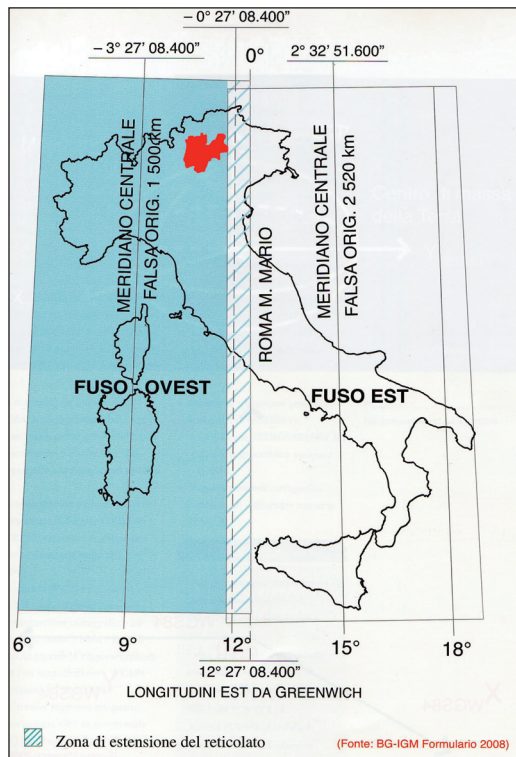 – 0° 27’ 08.400”
– 3° 27’ 08.400”
0°
2° 32’ 51.600”
MERIDIANO CENTRALE
FALSA ORIG. 1 500 km
ROMA M. MARIO
MERIDIANO CENTRALE
FALSA ORIG. 2 520 km
FUSO OVEST
FUSO EST
6°
9°
12°
15°
18°
12° 27’ 08.400”
LONGITUDINI EST DA GREENWICH
Zona di estensione del reticolato
(Fonte: BG-IGM Formulario 2008)